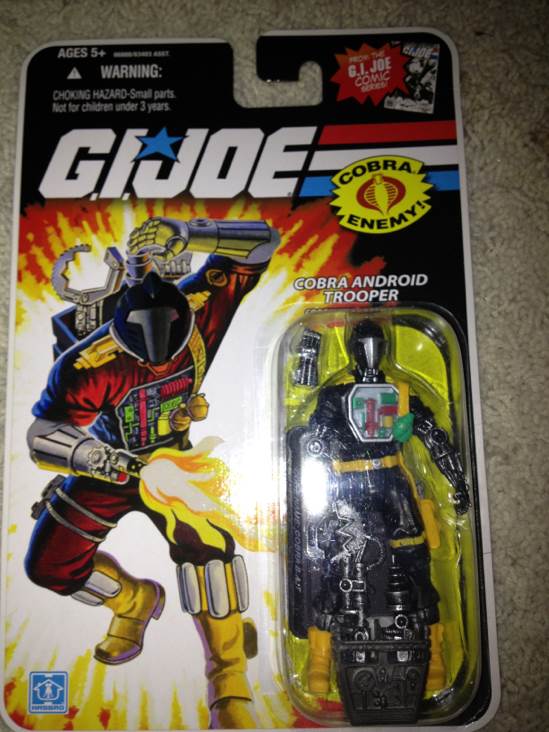 AGES 5+
WARNING:
CHOKING HAZARD-Small parts.
Not for children under 3 years.
FROM THE
G.I. JOE
COMIC
SERIES!
G.I. JOE
G.I. JOE
COBRA
ENEMY!
COBRA ANDROID
TROOPER
HASBRO